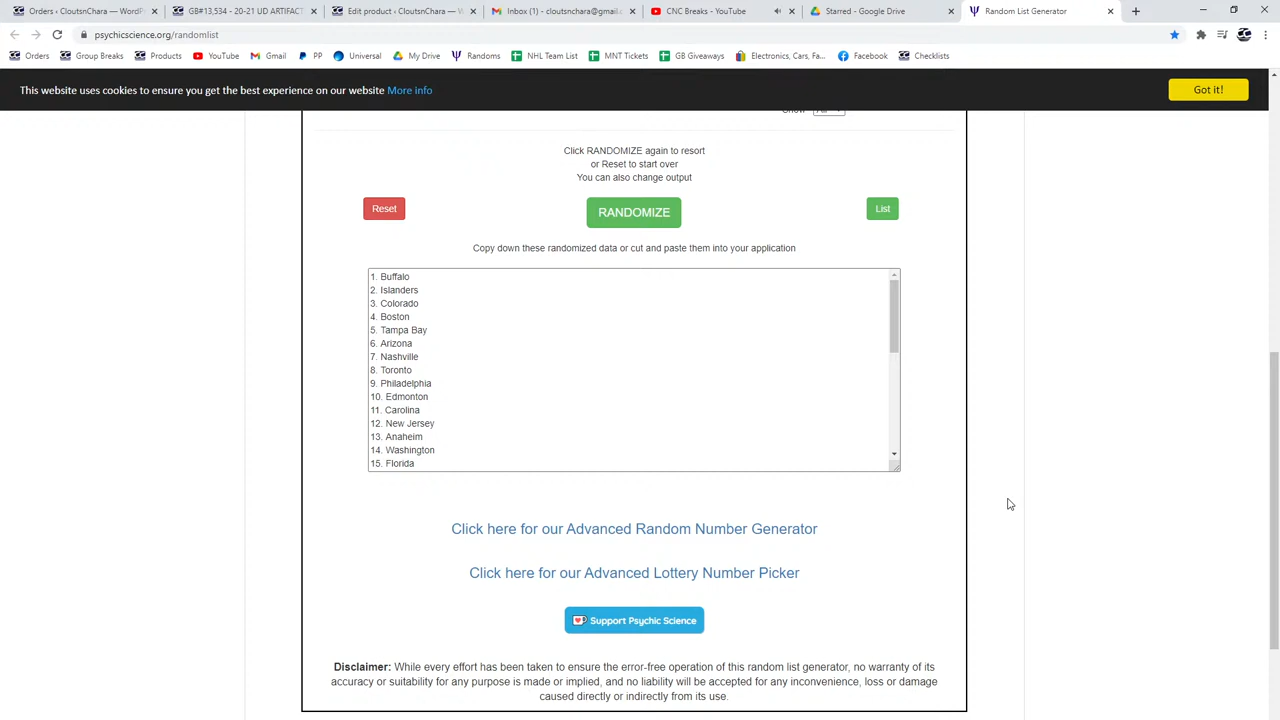 Orders < CloutsnChara — WordP
GB#13,534 - 20-21 UD ARTIFACT
Edit product < CloutsnChara — W
Inbox (1) - cloutsnchara@gmail.c
CNC Breaks - YouTube
Starred - Google Drive
Random List Generator
psychicscience.org/randomlist
Orders
Group Breaks
Products
YouTube
Gmail
PP
Universal
My Drive
Randoms
NHL Team List
MNT Tickets
GB Giveaways
Electronics, Cars, Fa...
Facebook
Checklists
This website uses cookies to ensure you get the best experience on our website More info
Got it!
Click RANDOMIZE again to resort
or Reset to start over
You can also change output
Reset
RANDOMIZE
List
Copy down these randomized data or cut and paste them into your application
1. Buffalo
2. Islanders
3. Colorado
4. Boston
5. Tampa Bay
6. Arizona
7. Nashville
8. Toronto
9. Philadelphia
10. Edmonton
11. Carolina
12. New Jersey
13. Anaheim
14. Washington
15. Florida
Click here for our Advanced Random Number Generator
Click here for our Advanced Lottery Number Picker
Support Psychic Science
Disclaimer: While every effort has been taken to ensure the error-free operation of this random list generator, no warranty of its
accuracy or suitability for any purpose is made or implied, and no liability will be accepted for any inconvenience, loss or damage
caused directly or indirectly from its use.